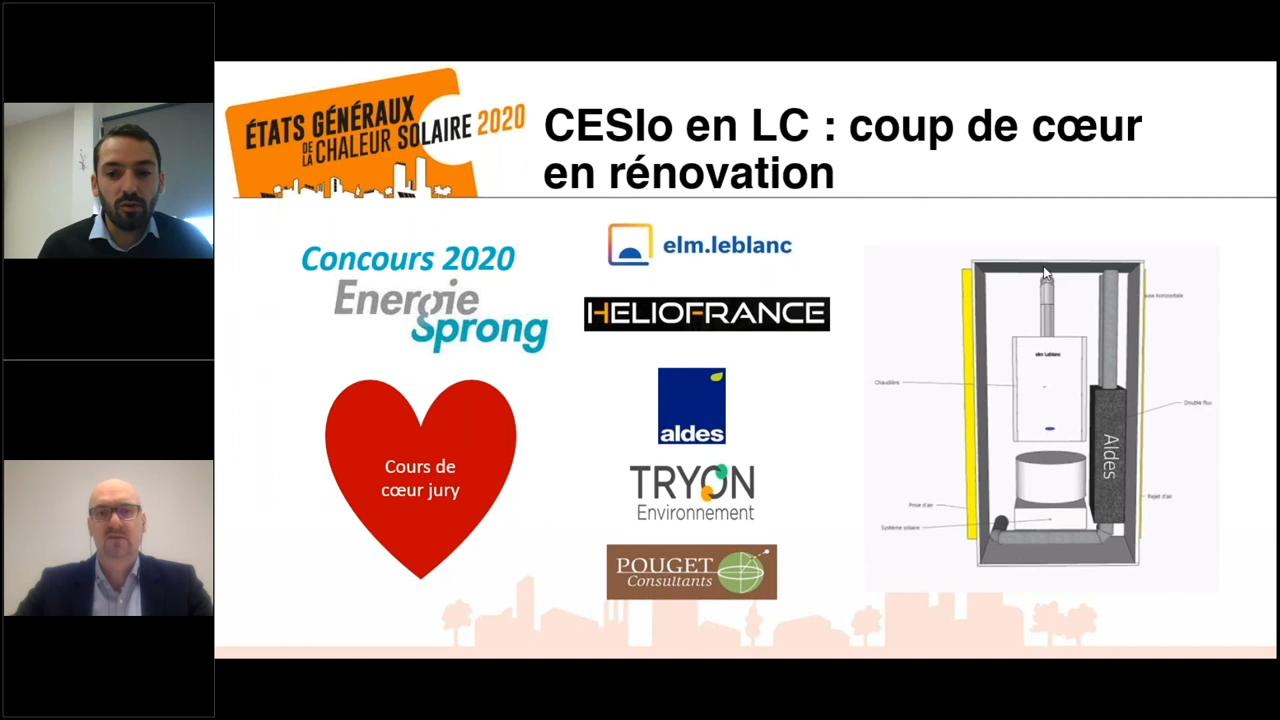 ÉTATS GÉNÉRAUX
DE LA CHALEUR SOLAIRE 2020
CESIo en LC : coup de cœur
en rénovation
Concours 2020
Energie
Sprong
Cours de
cœur jury
elm.leblanc
HELIOFRANCE
aldes
TRYON
Environnement
POUGET
Consultants
horizontale
elm Leblanc
Chaudière
Double flux
Aldes
Rejet d'air
Prise d'air
Système solaire